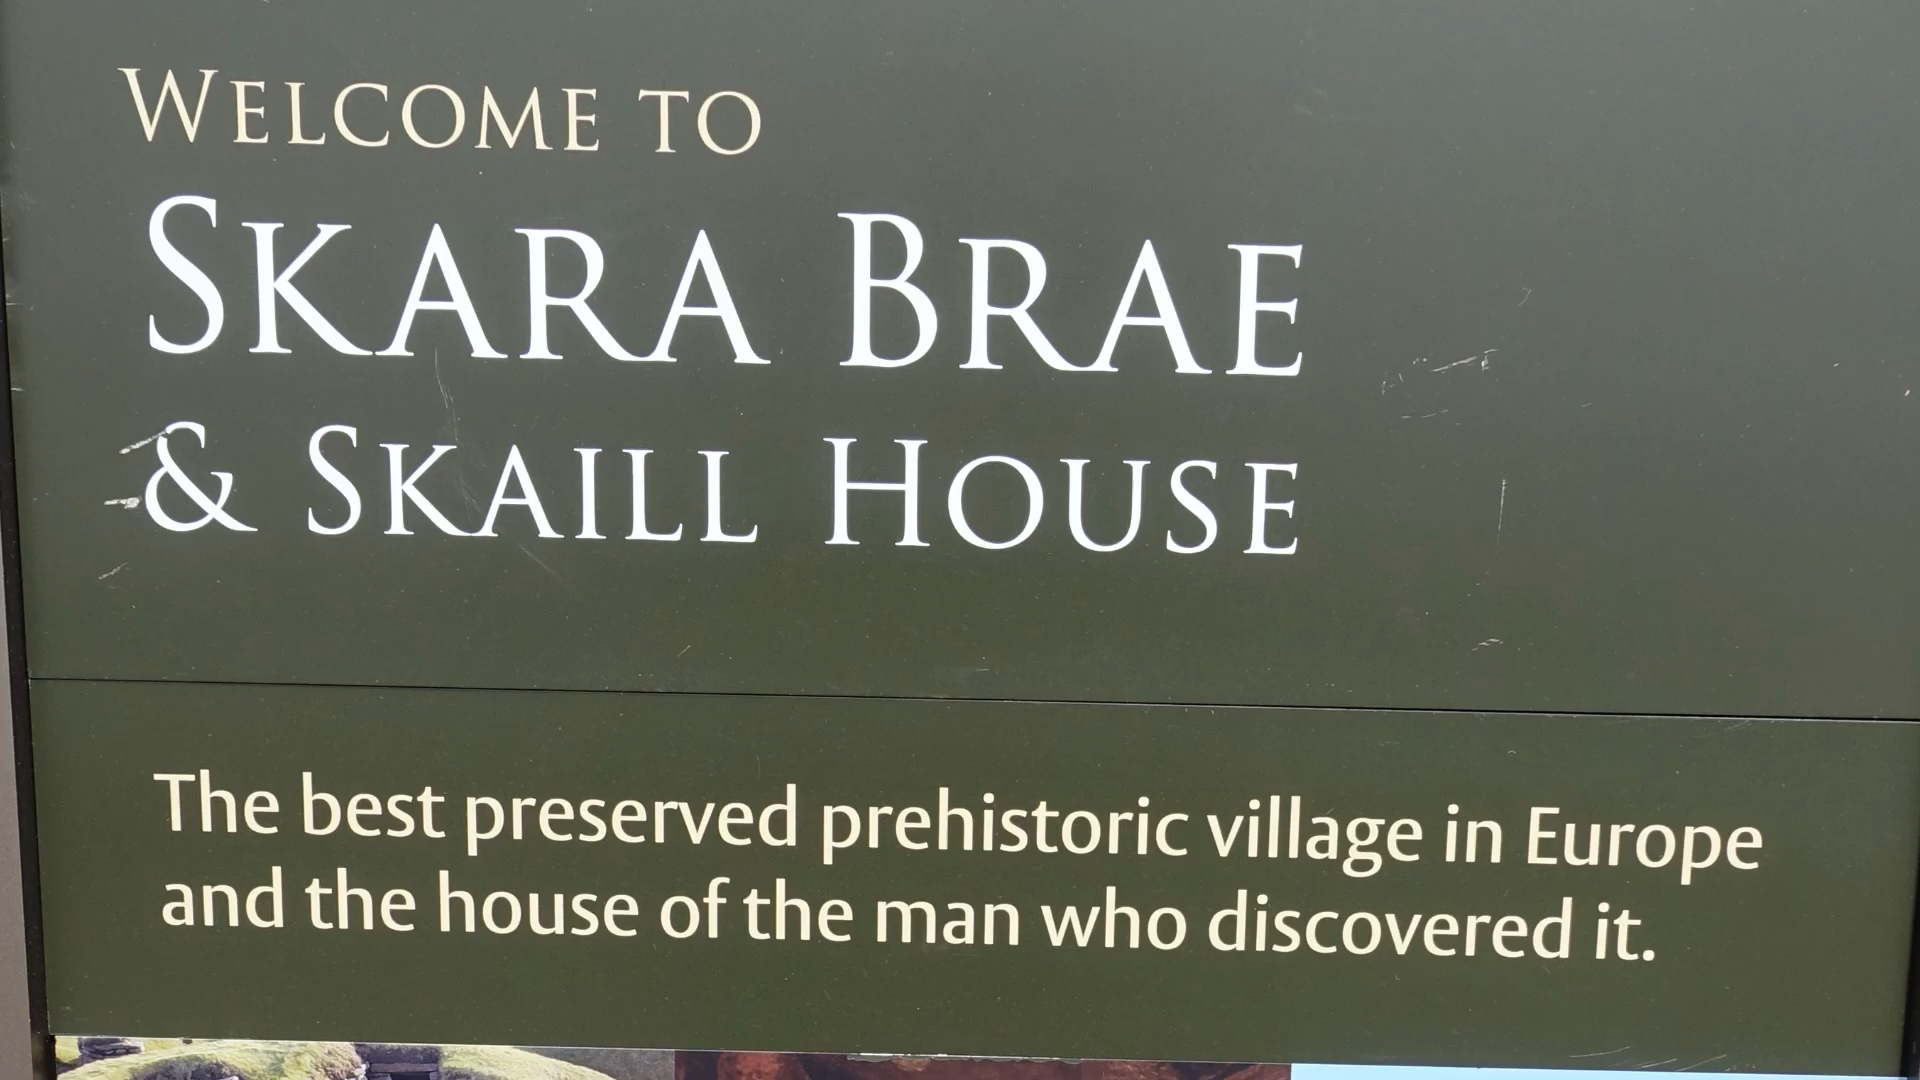 WELCOME TO
SKARA BRAE
& SKAILL HOUSE
The best preserved prehistoric village in Europe
and the house of the man who discovered it.